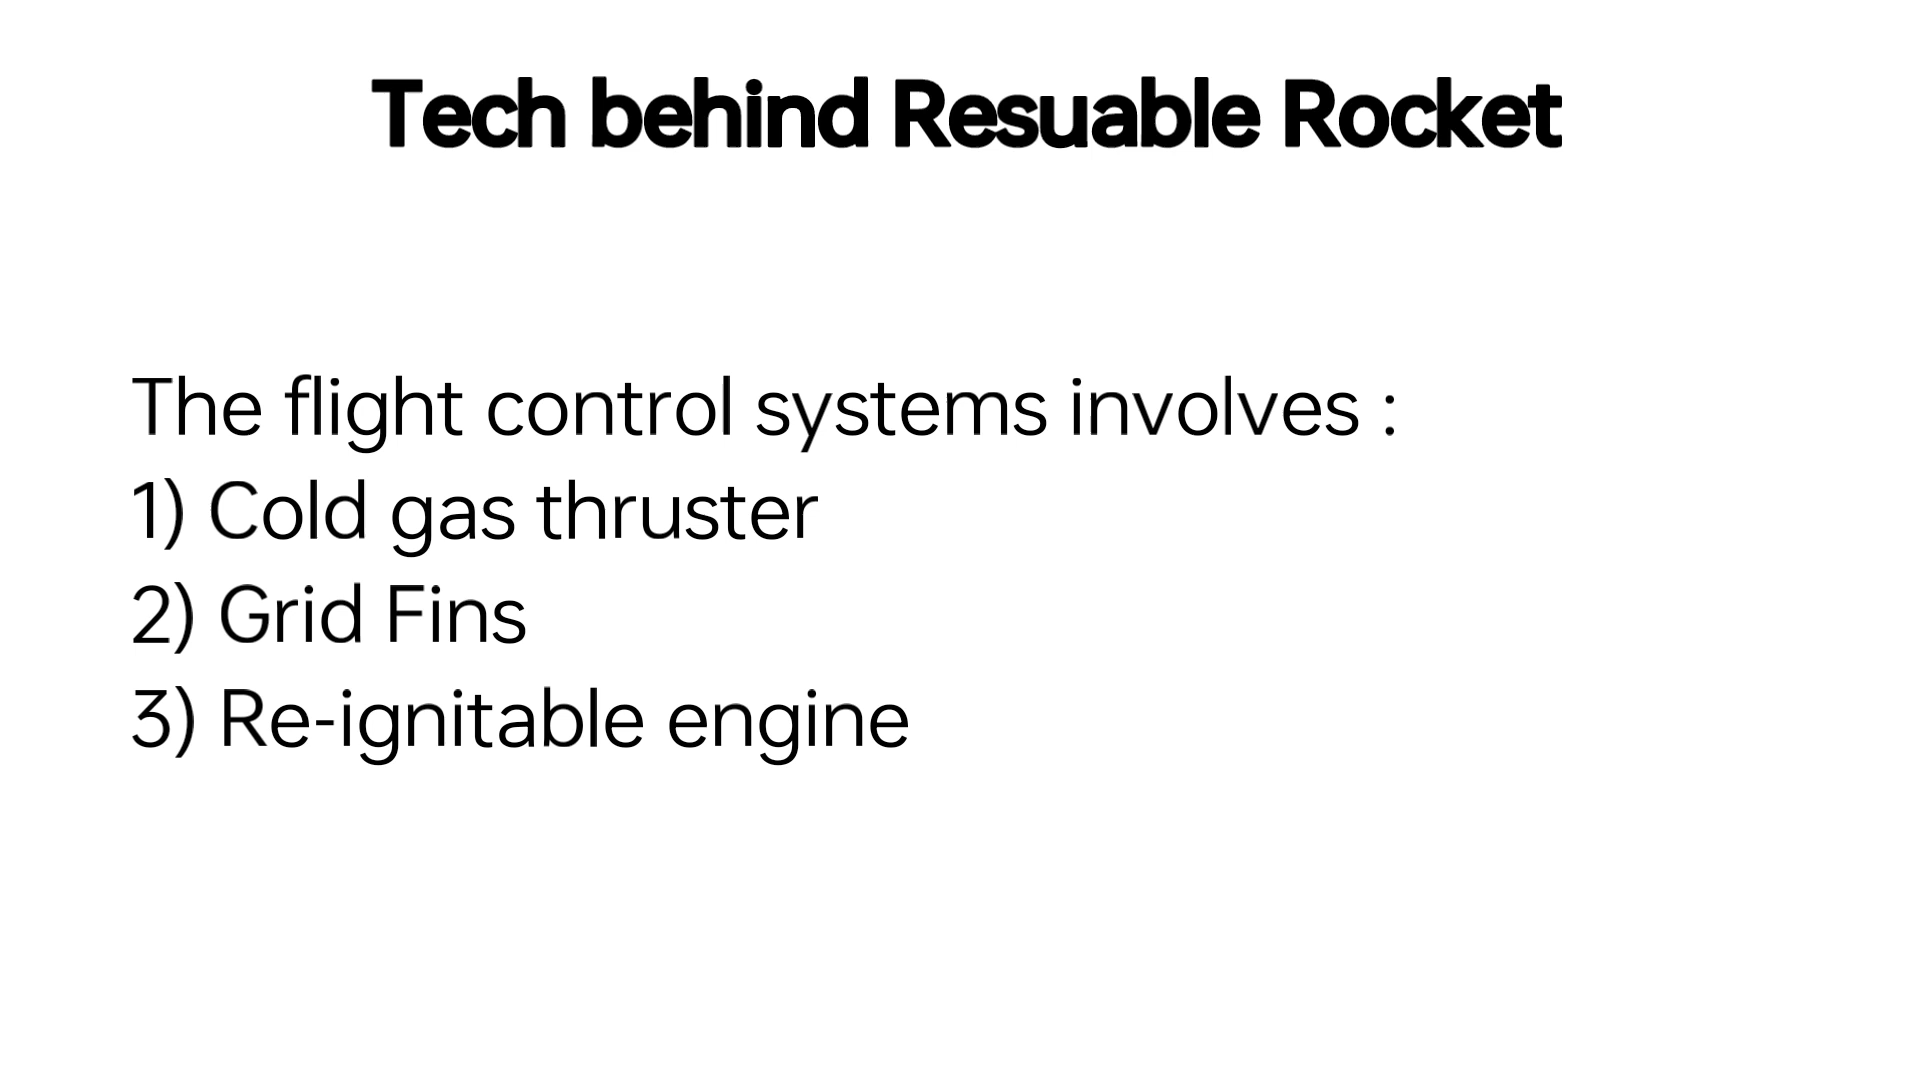 Tech behind Resuable Rocket
The flight control systems involves :
1) Cold gas thruster
2) Grid Fins
3) Re-ignitable engine